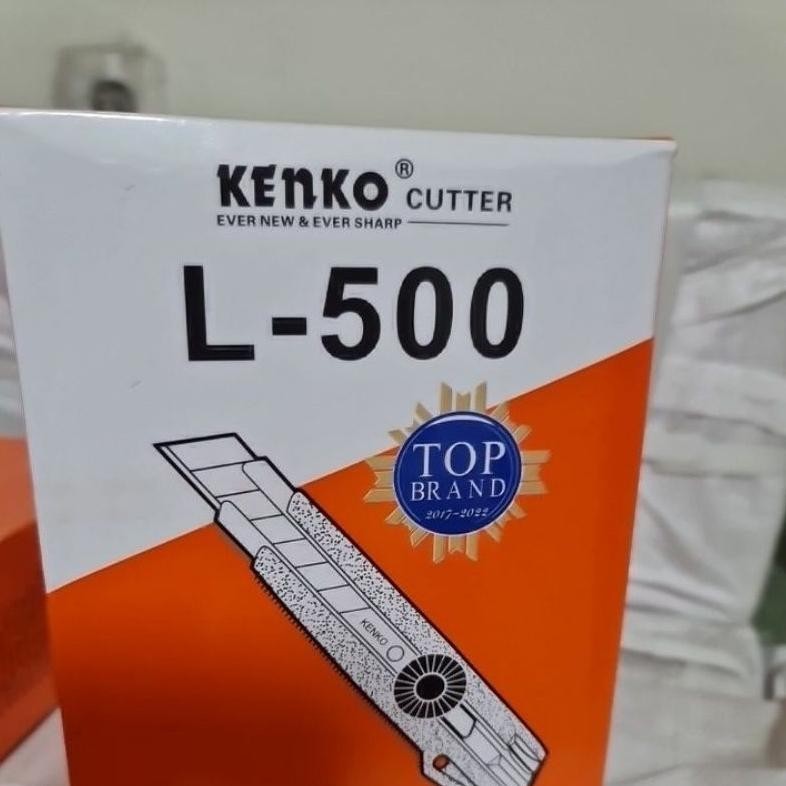 KENKO® CUTTER
EVER NEW & EVER SHARP
L-500
TOP
BRAND
2017-2022
KENKO